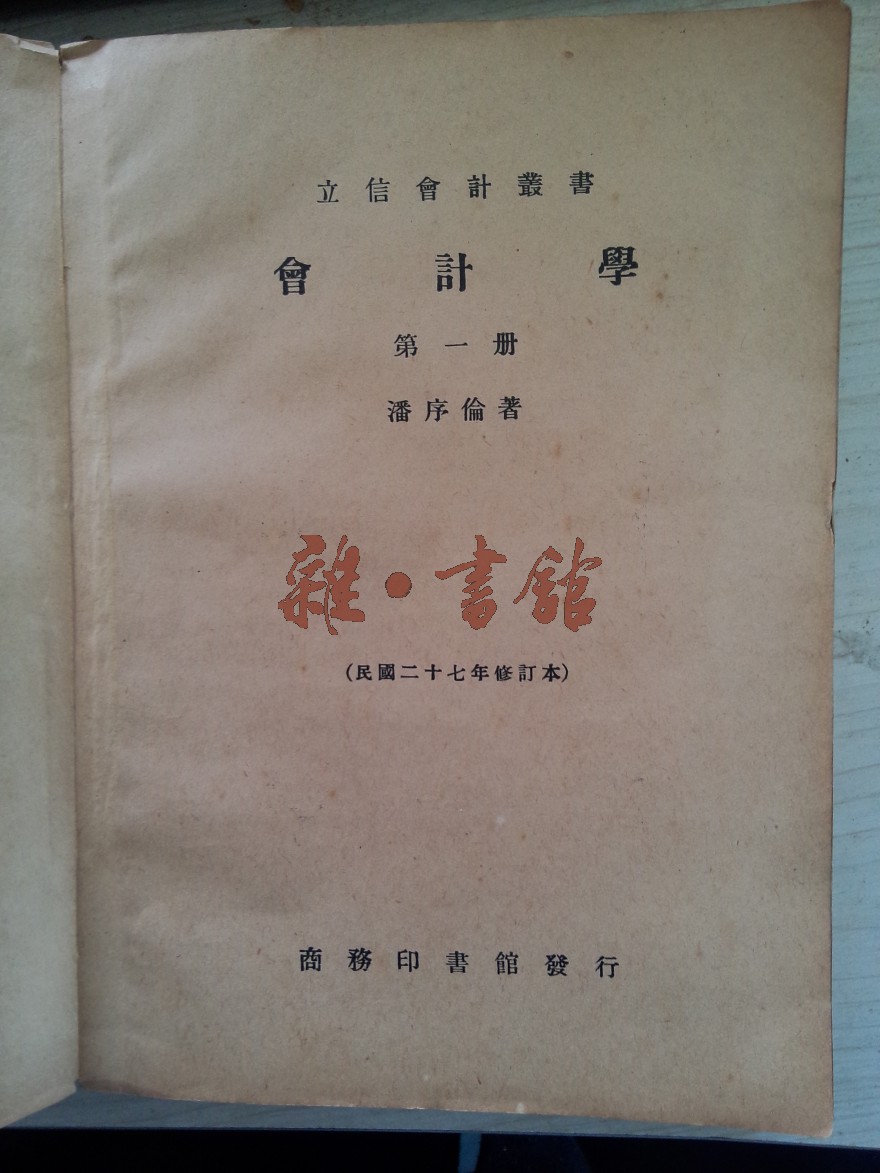 立信會計叢書
會計學
第一册
潘序倫著
雜·書館
(民國二十七年修訂本)
商務印書館發行